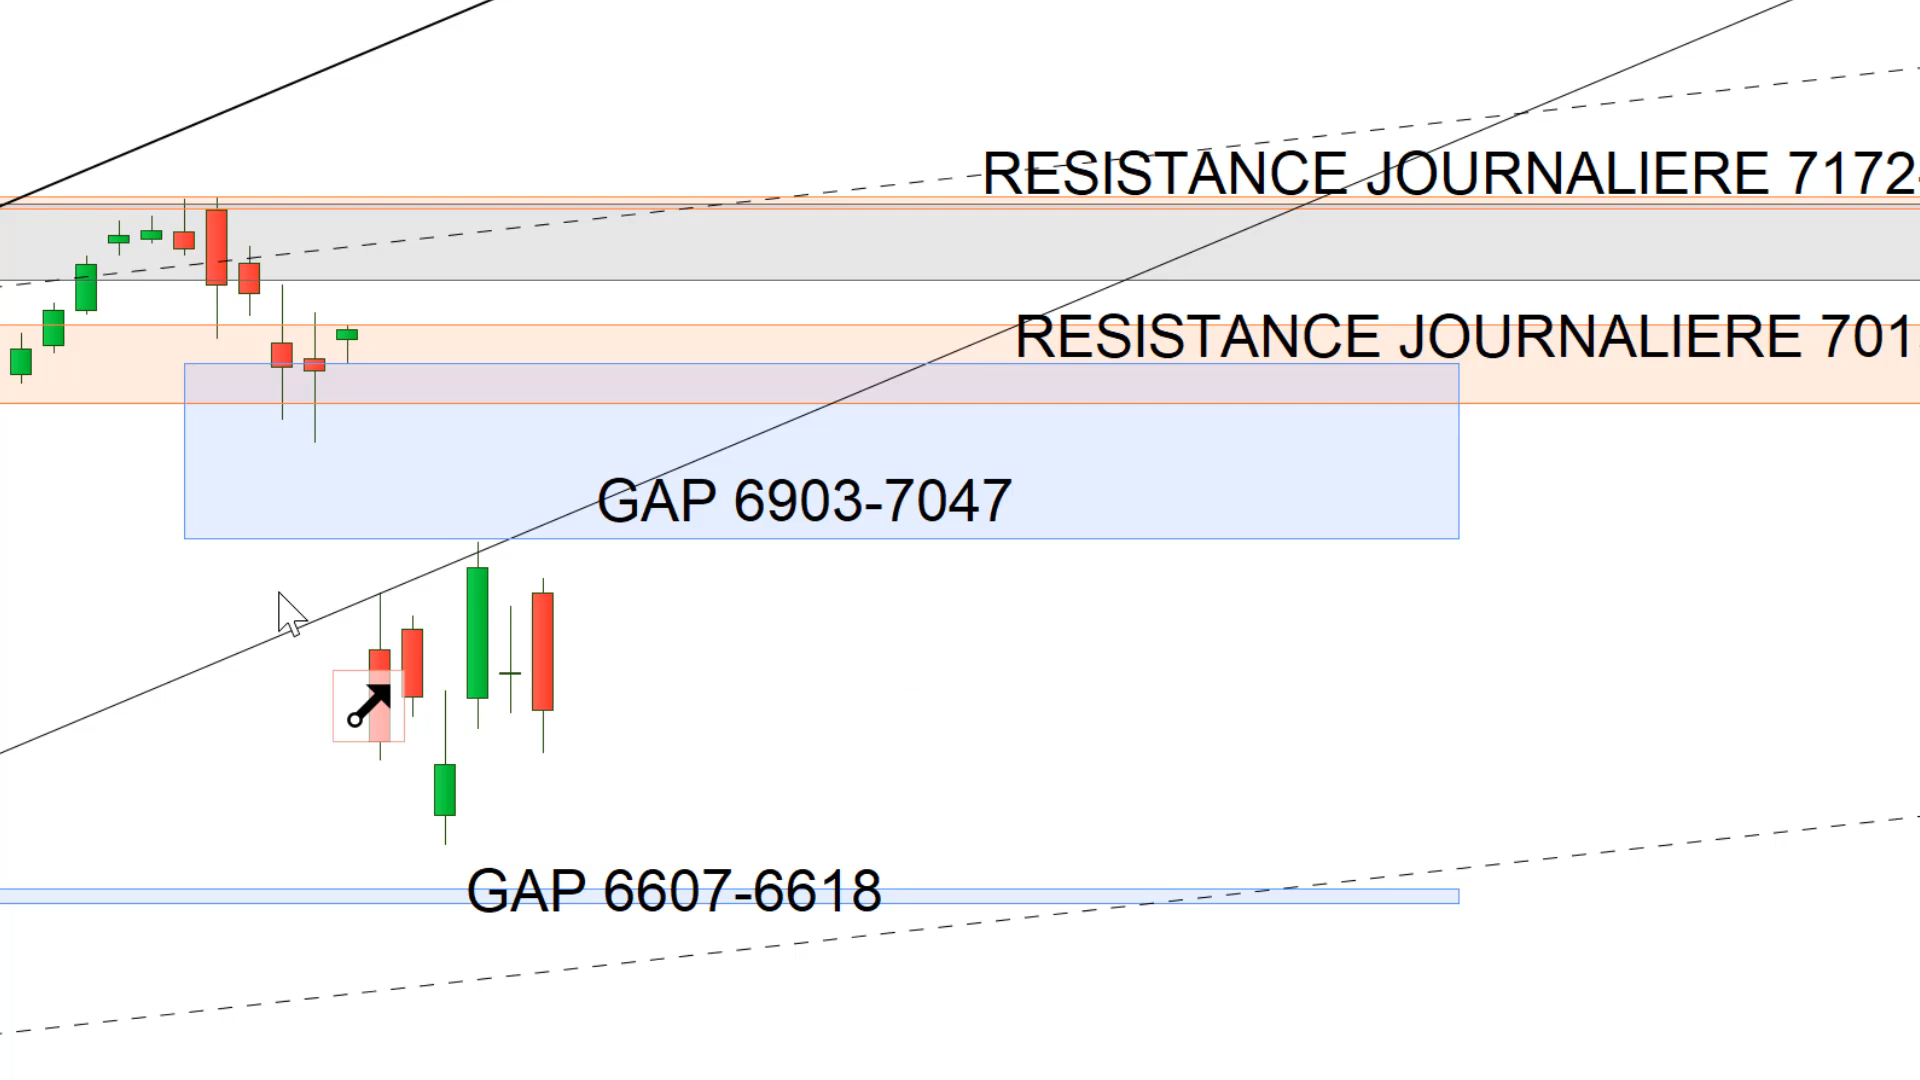 RESISTANCE JOURNALIERE 7172
RESISTANCE JOURNALIERE 701
GAP 6903-7047
GAP 6607-6618